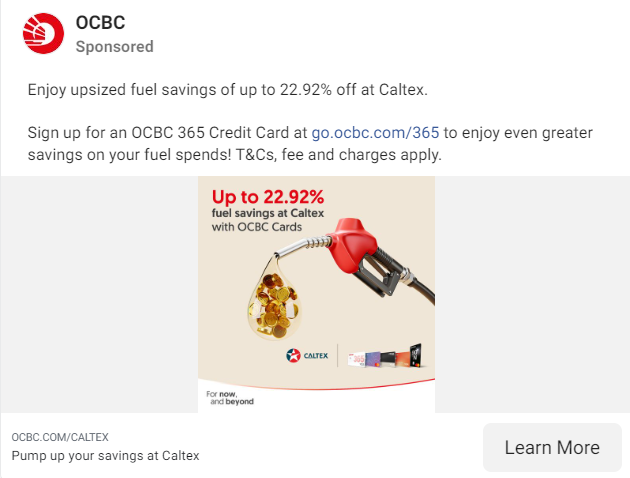 OCBC
Sponsored
Enjoy upsized fuel savings of up to 22.92% off at Caltex.
Sign up for an OCBC 365 Credit Card at go.ocbc.com/365 to enjoy even greater
savings on your fuel spends! T&Cs, fee and charges apply.
Up to 22.92%
fuel savings at Caltex
with OCBC Cards
CALTEX
365
For now,
and beyond
OCBC.COM/CALTEX
Pump up your savings at Caltex
Learn More